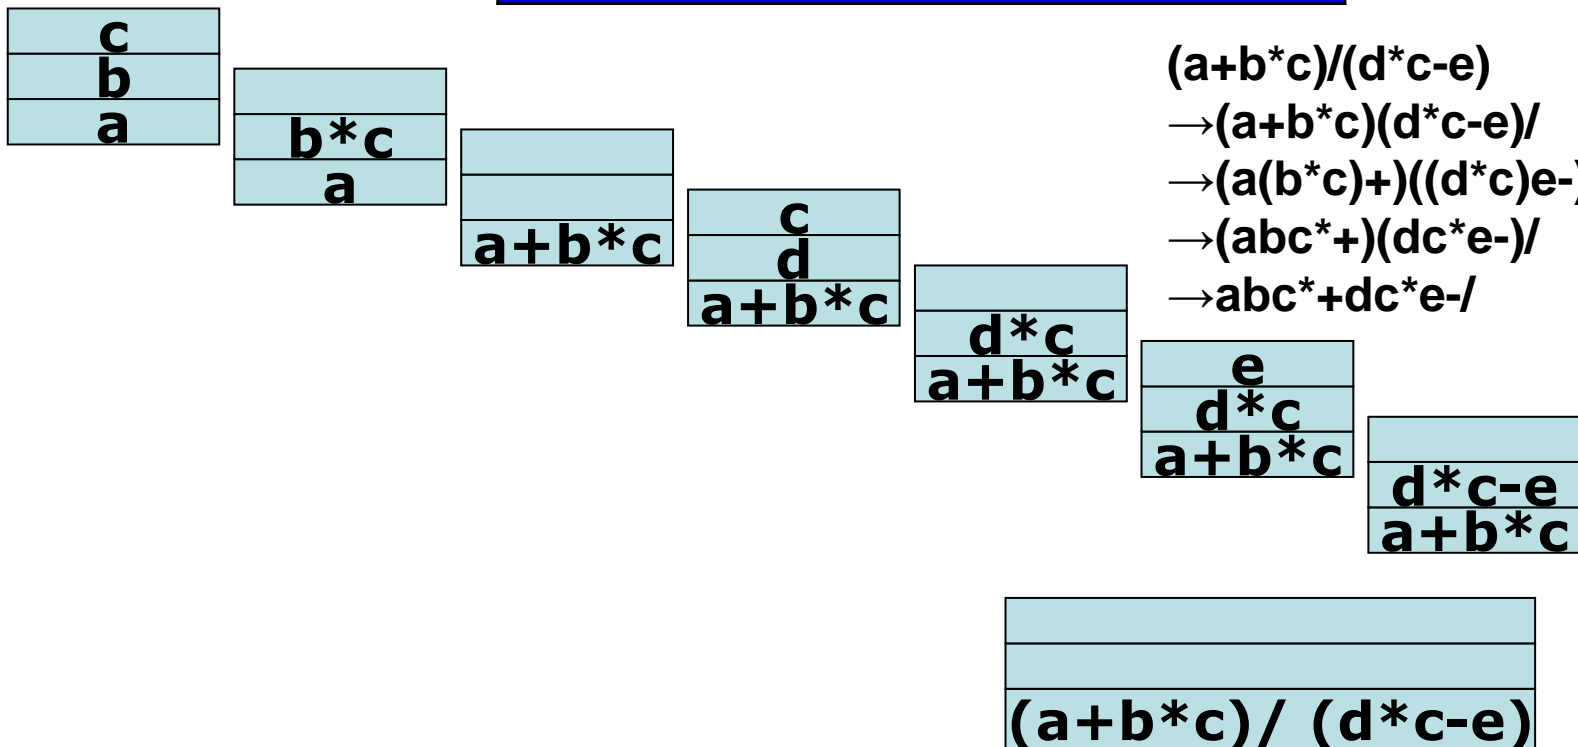 c
b
a
b*c
a
a+b*c
c
d
a+b*c
d*c
a+b*c
e
d*c
a+b*c
d*c-e
a+b*c
(a+b*c)/ (d*c-e)
(a+b*c)/(d*c-e)
→(a+b*c)(d*c-e)/
→(a(b*c)+)((d*c)e-)
→(abc*+)(dc*e-)/
→abc*+dc*e-/